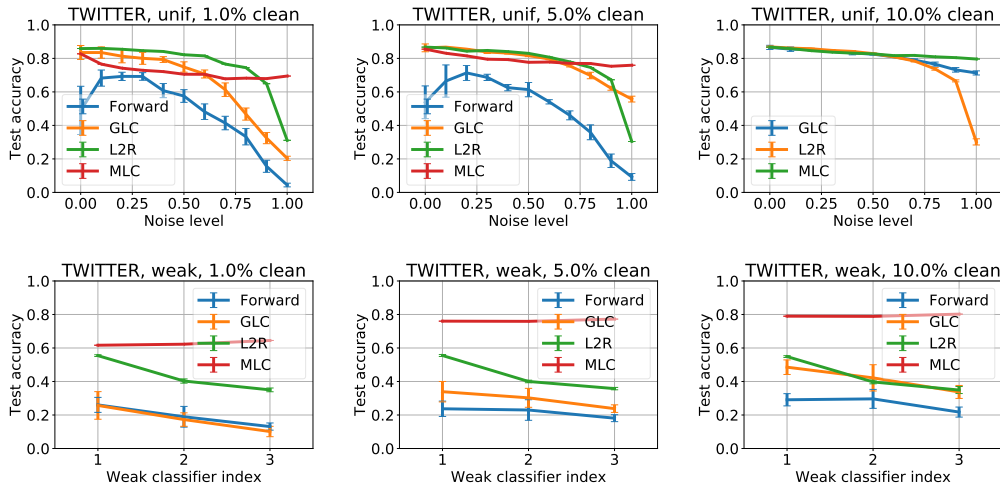 TWITTER, unif, 1.0% clean
1.0
0.8
0.6
0.4
0.2
0.0
Test accuracy
Forward
GLC
L2R
MLC
0.00 0.25 0.50 0.75 1.00
Noise level
TWITTER, unif, 5.0% clean
1.0
0.8
0.6
0.4
0.2
0.0
Test accuracy
Forward
GLC
L2R
MLC
0.00 0.25 0.50 0.75 1.00
Noise level
TWITTER, unif, 10.0% clean
1.0
0.8
0.6
0.4
0.2
0.0
Test accuracy
GLC
L2R
MLC
0.00 0.25 0.50 0.75 1.00
Noise level
TWITTER, weak, 1.0% clean
1.0
0.8
0.6
0.4
0.2
0.0
Test accuracy
Forward
GLC
L2R
MLC
1 2 3
Weak classifier index
TWITTER, weak, 5.0% clean
1.0
0.8
0.6
0.4
0.2
0.0
Test accuracy
Forward
GLC
L2R
MLC
1 2 3
Weak classifier index
TWITTER, weak, 10.0% clean
1.0
0.8
0.6
0.4
0.2
0.0
Test accuracy
Forward
GLC
L2R
MLC
1 2 3
Weak classifier index